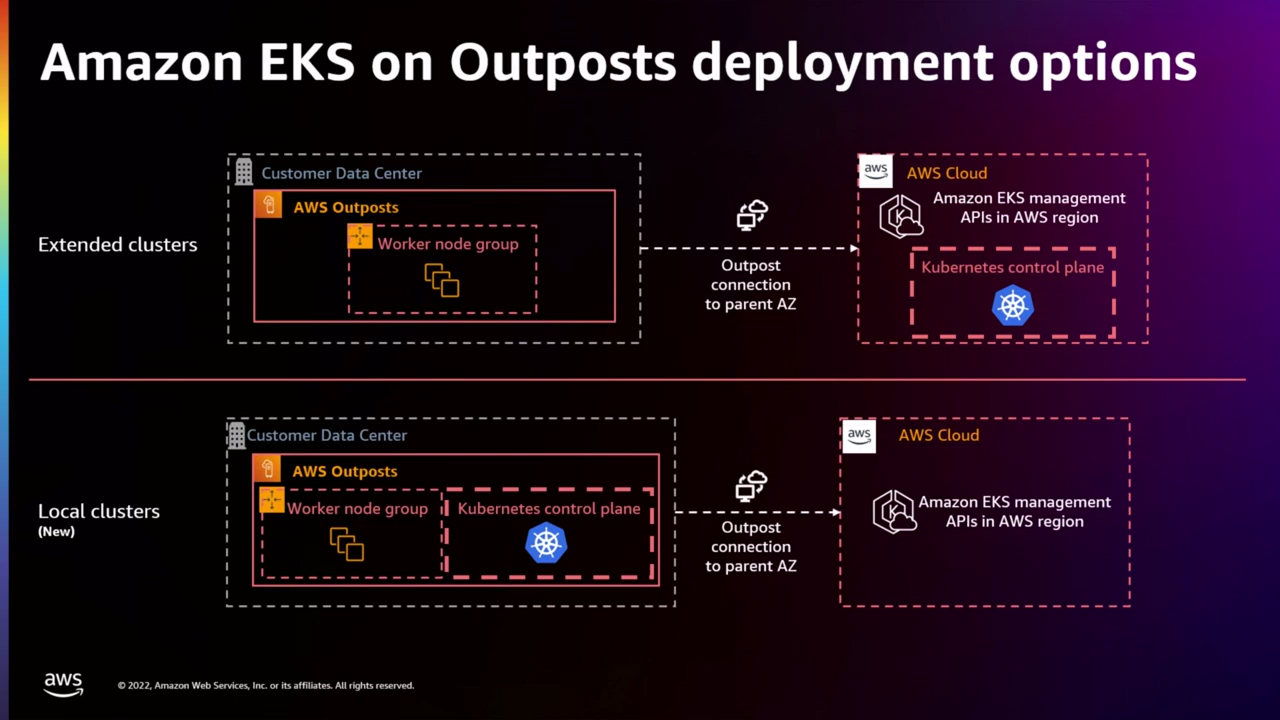 Amazon EKS on Outposts deployment options
Extended clusters
Customer Data Center
AWS Outposts
Worker node group
Outpost
connection
to parent AZ
aws
AWS Cloud
Amazon EKS management
APIs in AWS region
Kubernetes control plane
Local clusters
(New)
Customer Data Center
AWS Outposts
Worker node group
Kubernetes control plane
Outpost
connection
to parent AZ
aws
AWS Cloud
Amazon EKS management
APIs in AWS region
aws
© 2022, Amazon Web Services, Inc. or its affiliates. All rights reserved.